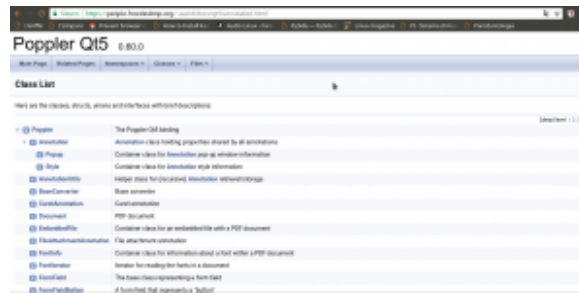 Poppler Qt5 0.60.0
Main Page Related Pages Namespaces Classes Files
Class List
Here are the classes, structs, unions and interfaces with brief descriptions:
[detail level 1 2 3]
Poppler The Poppler Qt5 binding
Annotation Annotation class holding properties shared by all annotations
Popup Container class for Annotation pop-up window information
Style Container class for Annotation style information
AnnotationUtils Helper class for (recursive) Annotation retrieval/storage
BaseConverter Base converter
CaretAnnotation Caret annotation
Document PDF document
EmbeddedFile Container class for an embedded file with a PDF document
FileAttachmentAnnotation File attachment annotation
FontInfo Container class for information about a font within a PDF document
FontIterator Iterator for reading the fonts in a document
FormField The base class representing a form field
FormFieldButton A form field that represents a "button"